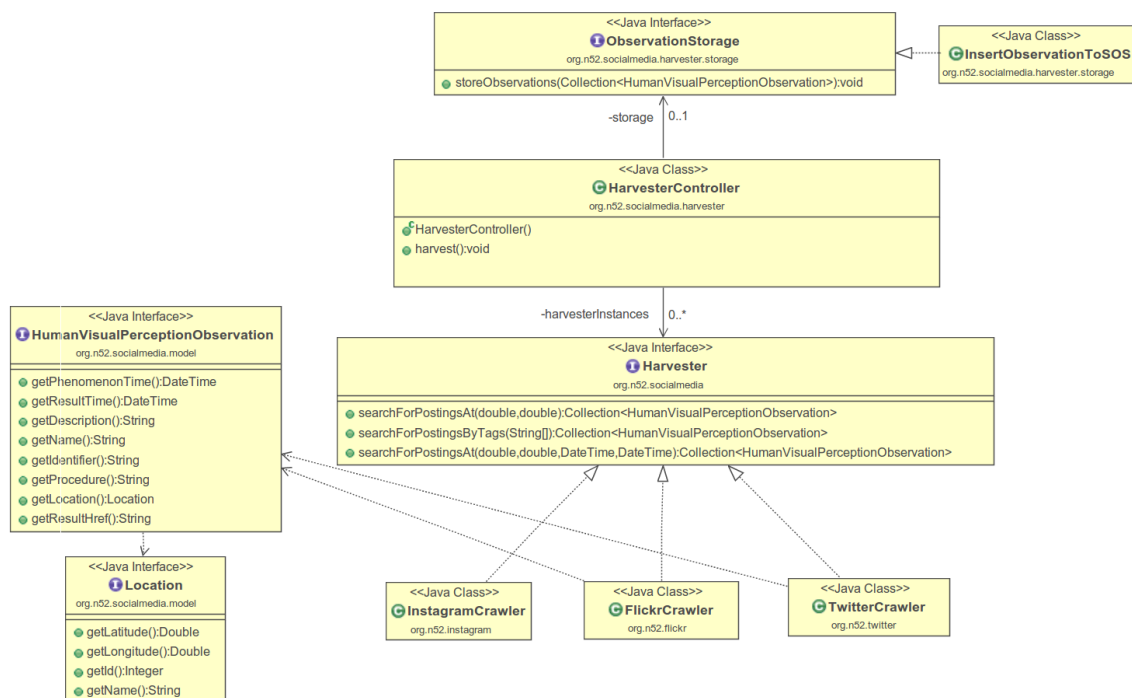 <<Java Interface>>
ObservationStorage
org.n52.socialmedia.harvester.storage
storeObservations(Collection<HumanVisualPerceptionObservation>):void
<<Java Class>>
InsertObservationToSOS
org.n52.socialmedia.harvester.storage
-storage
0..1
<<Java Class>>
HarvesterController
org.n52.socialmedia.harvester
HarvesterController()
harvest():void
-harvesterInstances
0..*
<<Java Interface>>
HumanVisualPerceptionObservation
org.n52.socialmedia.model
getPhenomenonTime():DateTime
getResultTime():DateTime
getDescription():String
getName():String
getIdentifier():String
getProcedure():String
getLocation():Location
getResultHref():String
<<Java Interface>>
Harvester
org.n52.socialmedia
searchForPostingsAt(double,double):Collection<HumanVisualPerceptionObservation>
searchForPostingsByTags(String[]):Collection<HumanVisualPerceptionObservation>
searchForPostingsAt(double,double,DateTime,DateTime):Collection<HumanVisualPerceptionObservation>
<<Java Interface>>
Location
org.n52.socialmedia.model
getLatitude():Double
getLongitude():Double
getId():Integer
getName():String
<<Java Class>>
InstagramCrawler
org.n52.instagram
<<Java Class>>
FlickrCrawler
org.n52.flickr
<<Java Class>>
TwitterCrawler
org.n52.twitter